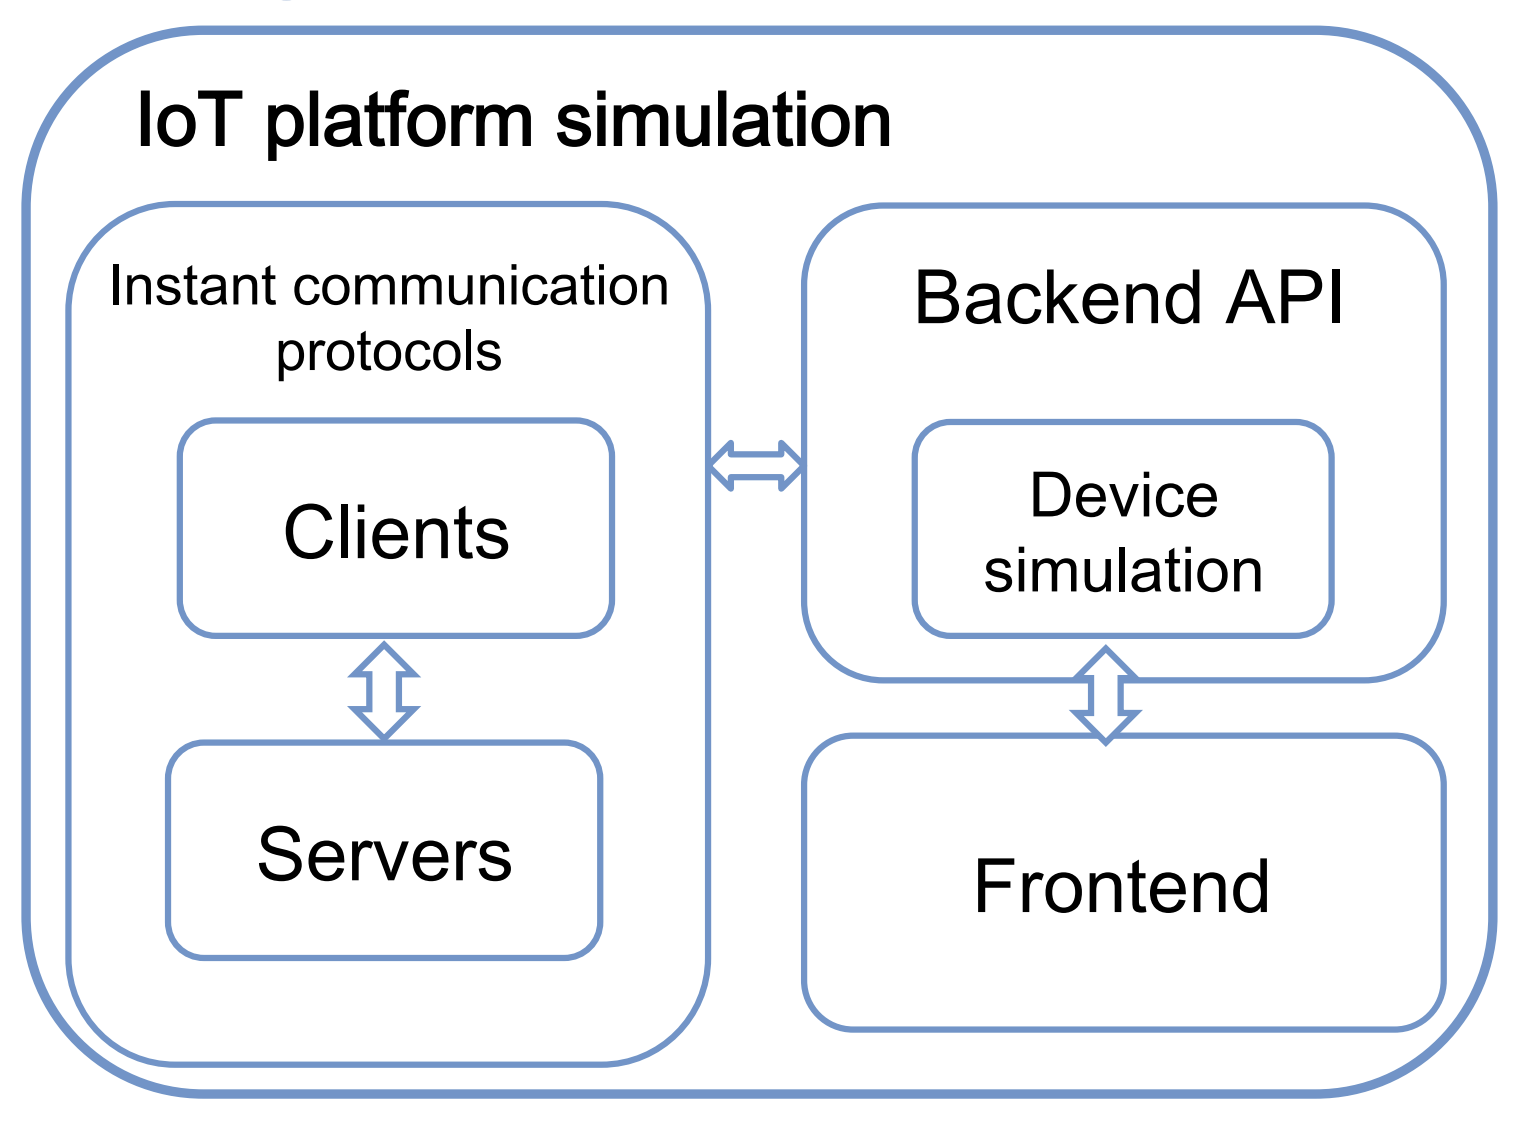 IoT platform simulation
Instant communication
protocols
Clients
Servers
Backend API
Device
simulation
Frontend